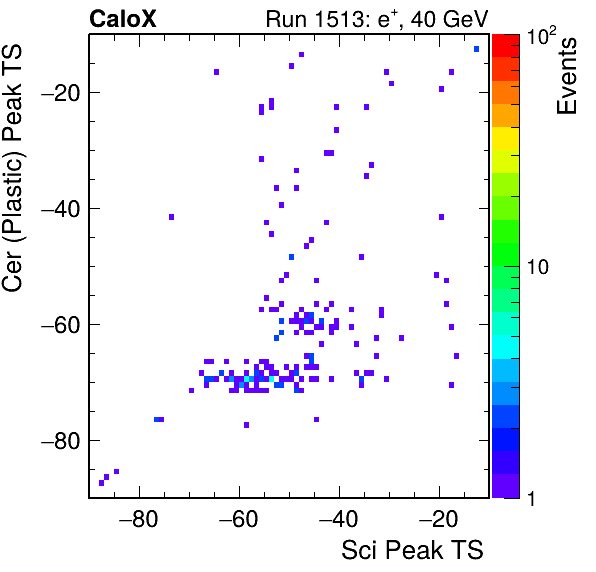 CaloX Run 1513: e⁺, 40 GeV
Cer (Plastic) Peak TS
−20
−40
−60
−80
−80 −60 −40 −20
Sci Peak TS
10²
10
1
Events